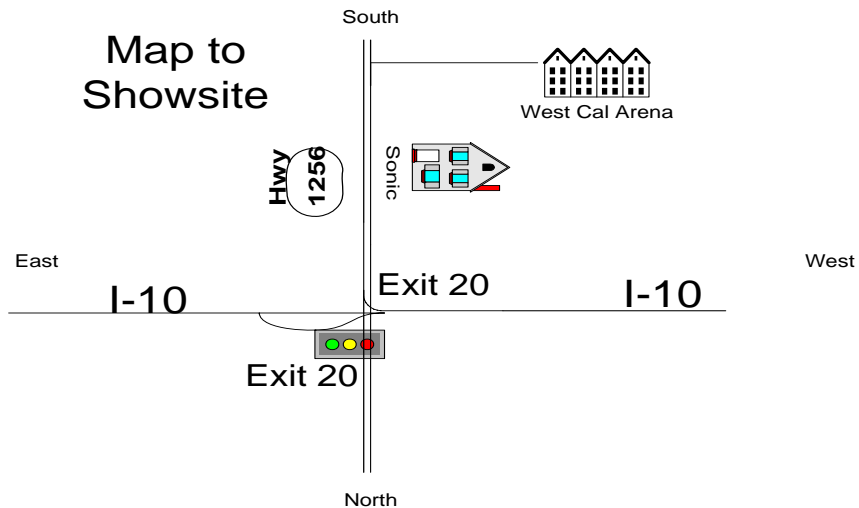 South
Map to
Showsite
West Cal Arena
Hwy
1256
Sonic
East
West
I-10
Exit 20
I-10
Exit 20
North